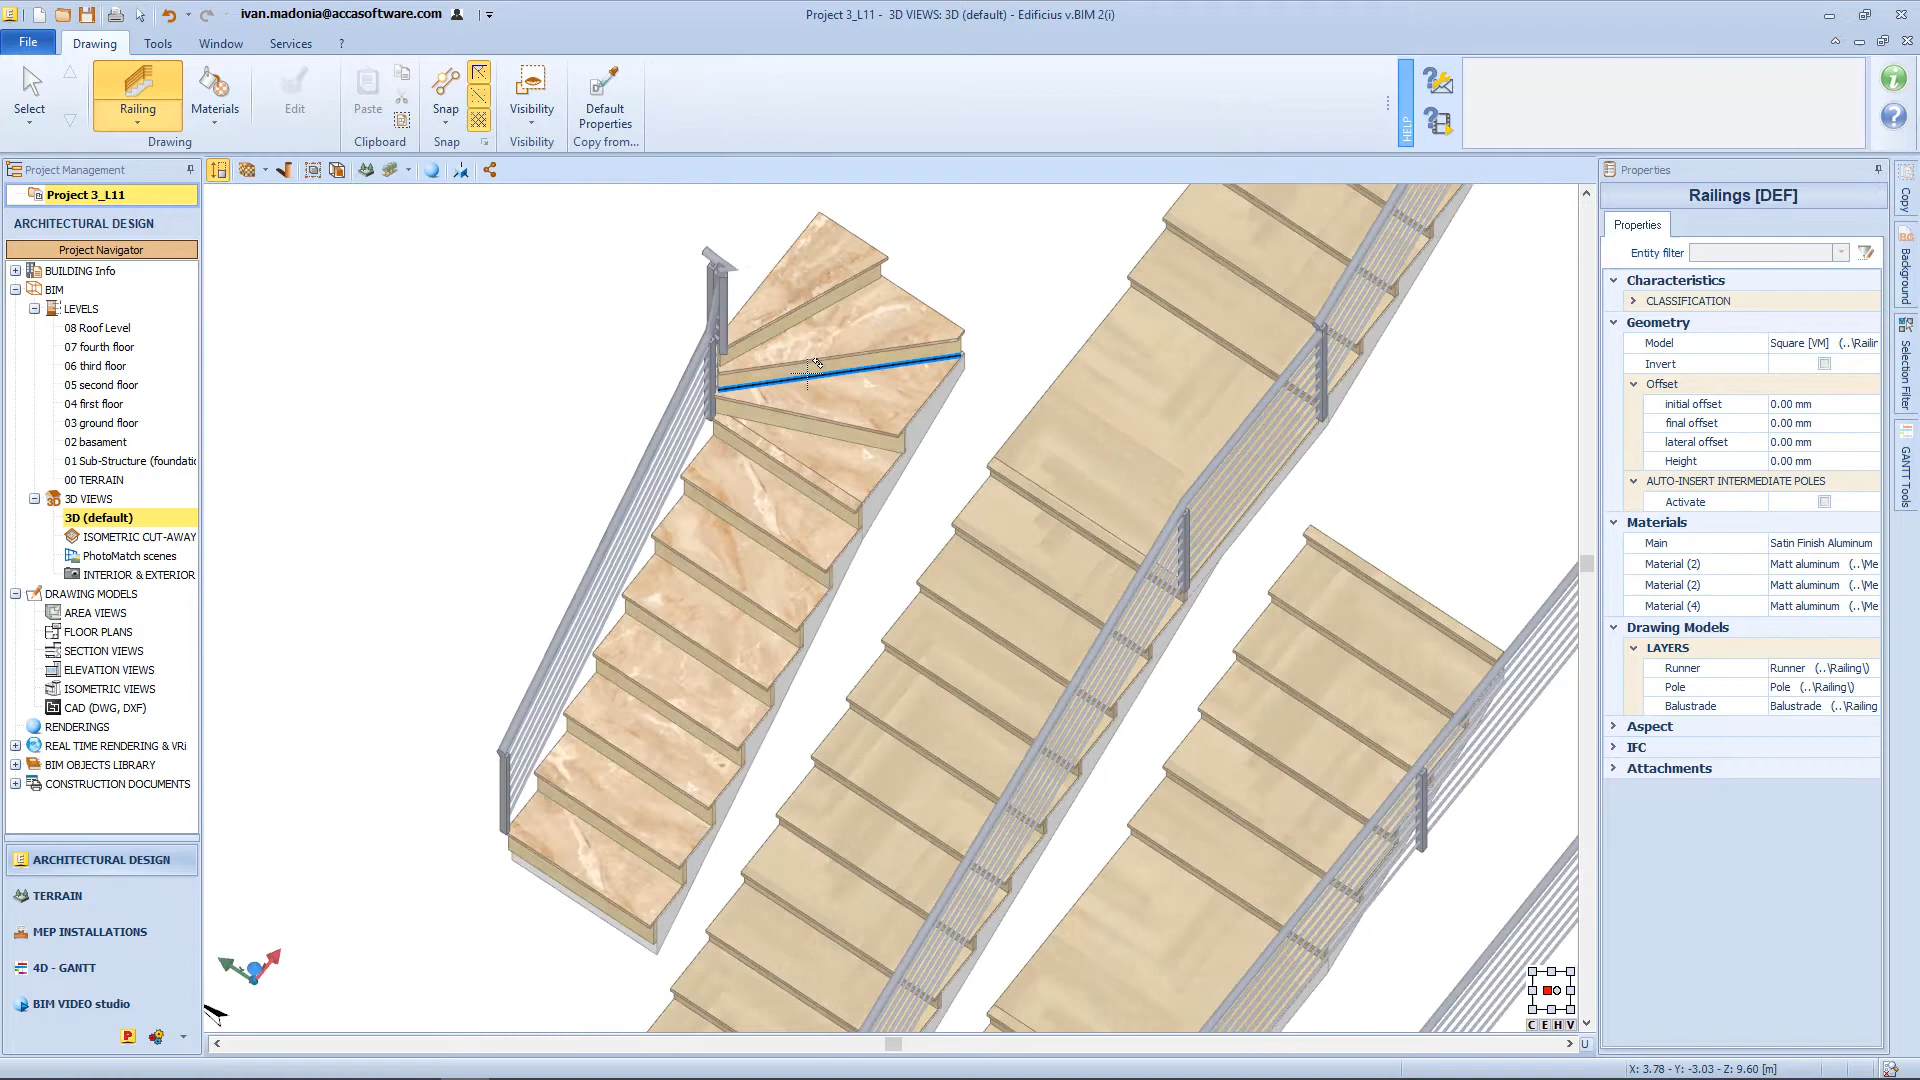 ivan.madonia@accasoftware.com
Project 3_L11 - 3D VIEWS: 3D (default) - Edificius v.BIM 2(i)
File
Drawing
Tools
Window
Services
?
Select
Railing
Materials
Edit
Paste
Snap
Visibility
Default
Properties
Drawing
Clipboard
Snap
Visibility
Copy from...
HELP
Project Management
Project 3_L11
ARCHITECTURAL DESIGN
Project Navigator
BUILDING Info
BIM
LEVELS
08 Roof Level
07 fourth floor
06 third floor
05 second floor
04 first floor
03 ground floor
02 basament
01 Sub-Structure (foundatic
00 TERRAIN
3D VIEWS
3D (default)
ISOMETRIC CUT-AWAY
PhotoMatch scenes
INTERIOR & EXTERIOR
DRAWING MODELS
AREA VIEWS
FLOOR PLANS
SECTION VIEWS
ELEVATION VIEWS
ISOMETRIC VIEWS
CAD (DWG, DXF)
RENDERINGS
REAL TIME RENDERING & VRi
BIM OBJECTS LIBRARY
CONSTRUCTION DOCUMENTS
ARCHITECTURAL DESIGN
TERRAIN
MEP INSTALLATIONS
4D - GANTT
BIM VIDEO studio
C E H V
U
Properties
Railings [DEF]
Properties
Entity filter
Characteristics
CLASSIFICATION
Geometry
Model Square [VM] (..\Railin
Invert
Offset
initial offset 0.00 mm
final offset 0.00 mm
lateral offset 0.00 mm
Height 0.00 mm
AUTO-INSERT INTERMEDIATE POLES
Activate
Materials
Main Satin Finish Aluminum
Material (2) Matt aluminum (..\Me
Material (2) Matt aluminum (..\Me
Material (4) Matt aluminum (..\Me
Drawing Models
LAYERS
Runner Runner (..\Railing\)
Pole Pole (..\Railing\)
Balustrade Balustrade (..\Railing
Aspect
IFC
Attachments
Copy
Background
Selection Filter
GANTT Tools
X: 3.78 - Y: -3.03 - Z: 9.60 [m]